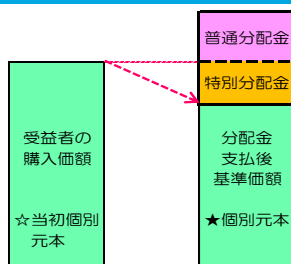 普通分配金
特別分配金
受益者の
購入価額
☆当初個別
元本
分配金
支払後
基準価額
★個別元本